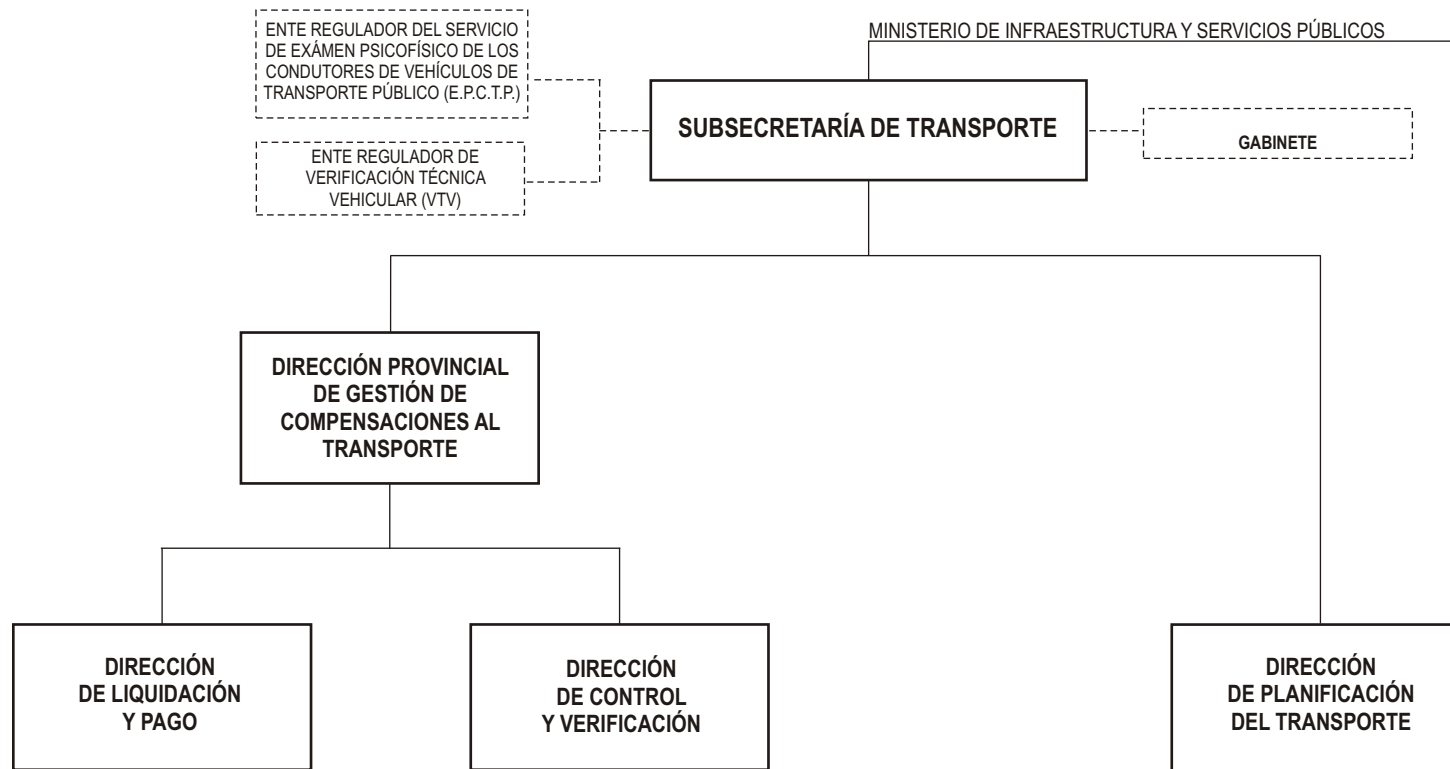 MINISTERIO DE INFRAESTRUCTURA Y SERVICIOS PÚBLICOS
ENTE REGULADOR DEL SERVICIO
DE EXÁMEN PSICOFÍSICO DE LOS
CONDUTORES DE VEHÍCULOS DE
TRANSPORTE PÚBLICO (E.P.C.T.P.)
ENTE REGULADOR DE
VERIFICACIÓN TÉCNICA
VEHICULAR (VTV)
SUBSECRETARÍA DE TRANSPORTE
GABINETE
DIRECCIÓN PROVINCIAL
DE GESTIÓN DE
COMPENSACIONES AL
TRANSPORTE
DIRECCIÓN
DE LIQUIDACIÓN
Y PAGO
DIRECCIÓN
DE CONTROL
Y VERIFICACIÓN
DIRECCIÓN
DE PLANIFICACIÓN
DEL TRANSPORTE